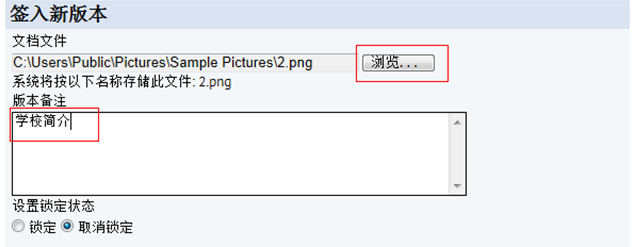 签入新版本
文档文件
C:\Users\Public\Pictures\Sample Pictures\2.png 浏览...
系统将按以下名称存储此文件: 2.png
版本备注
学校简介
设置锁定状态
锁定 取消锁定